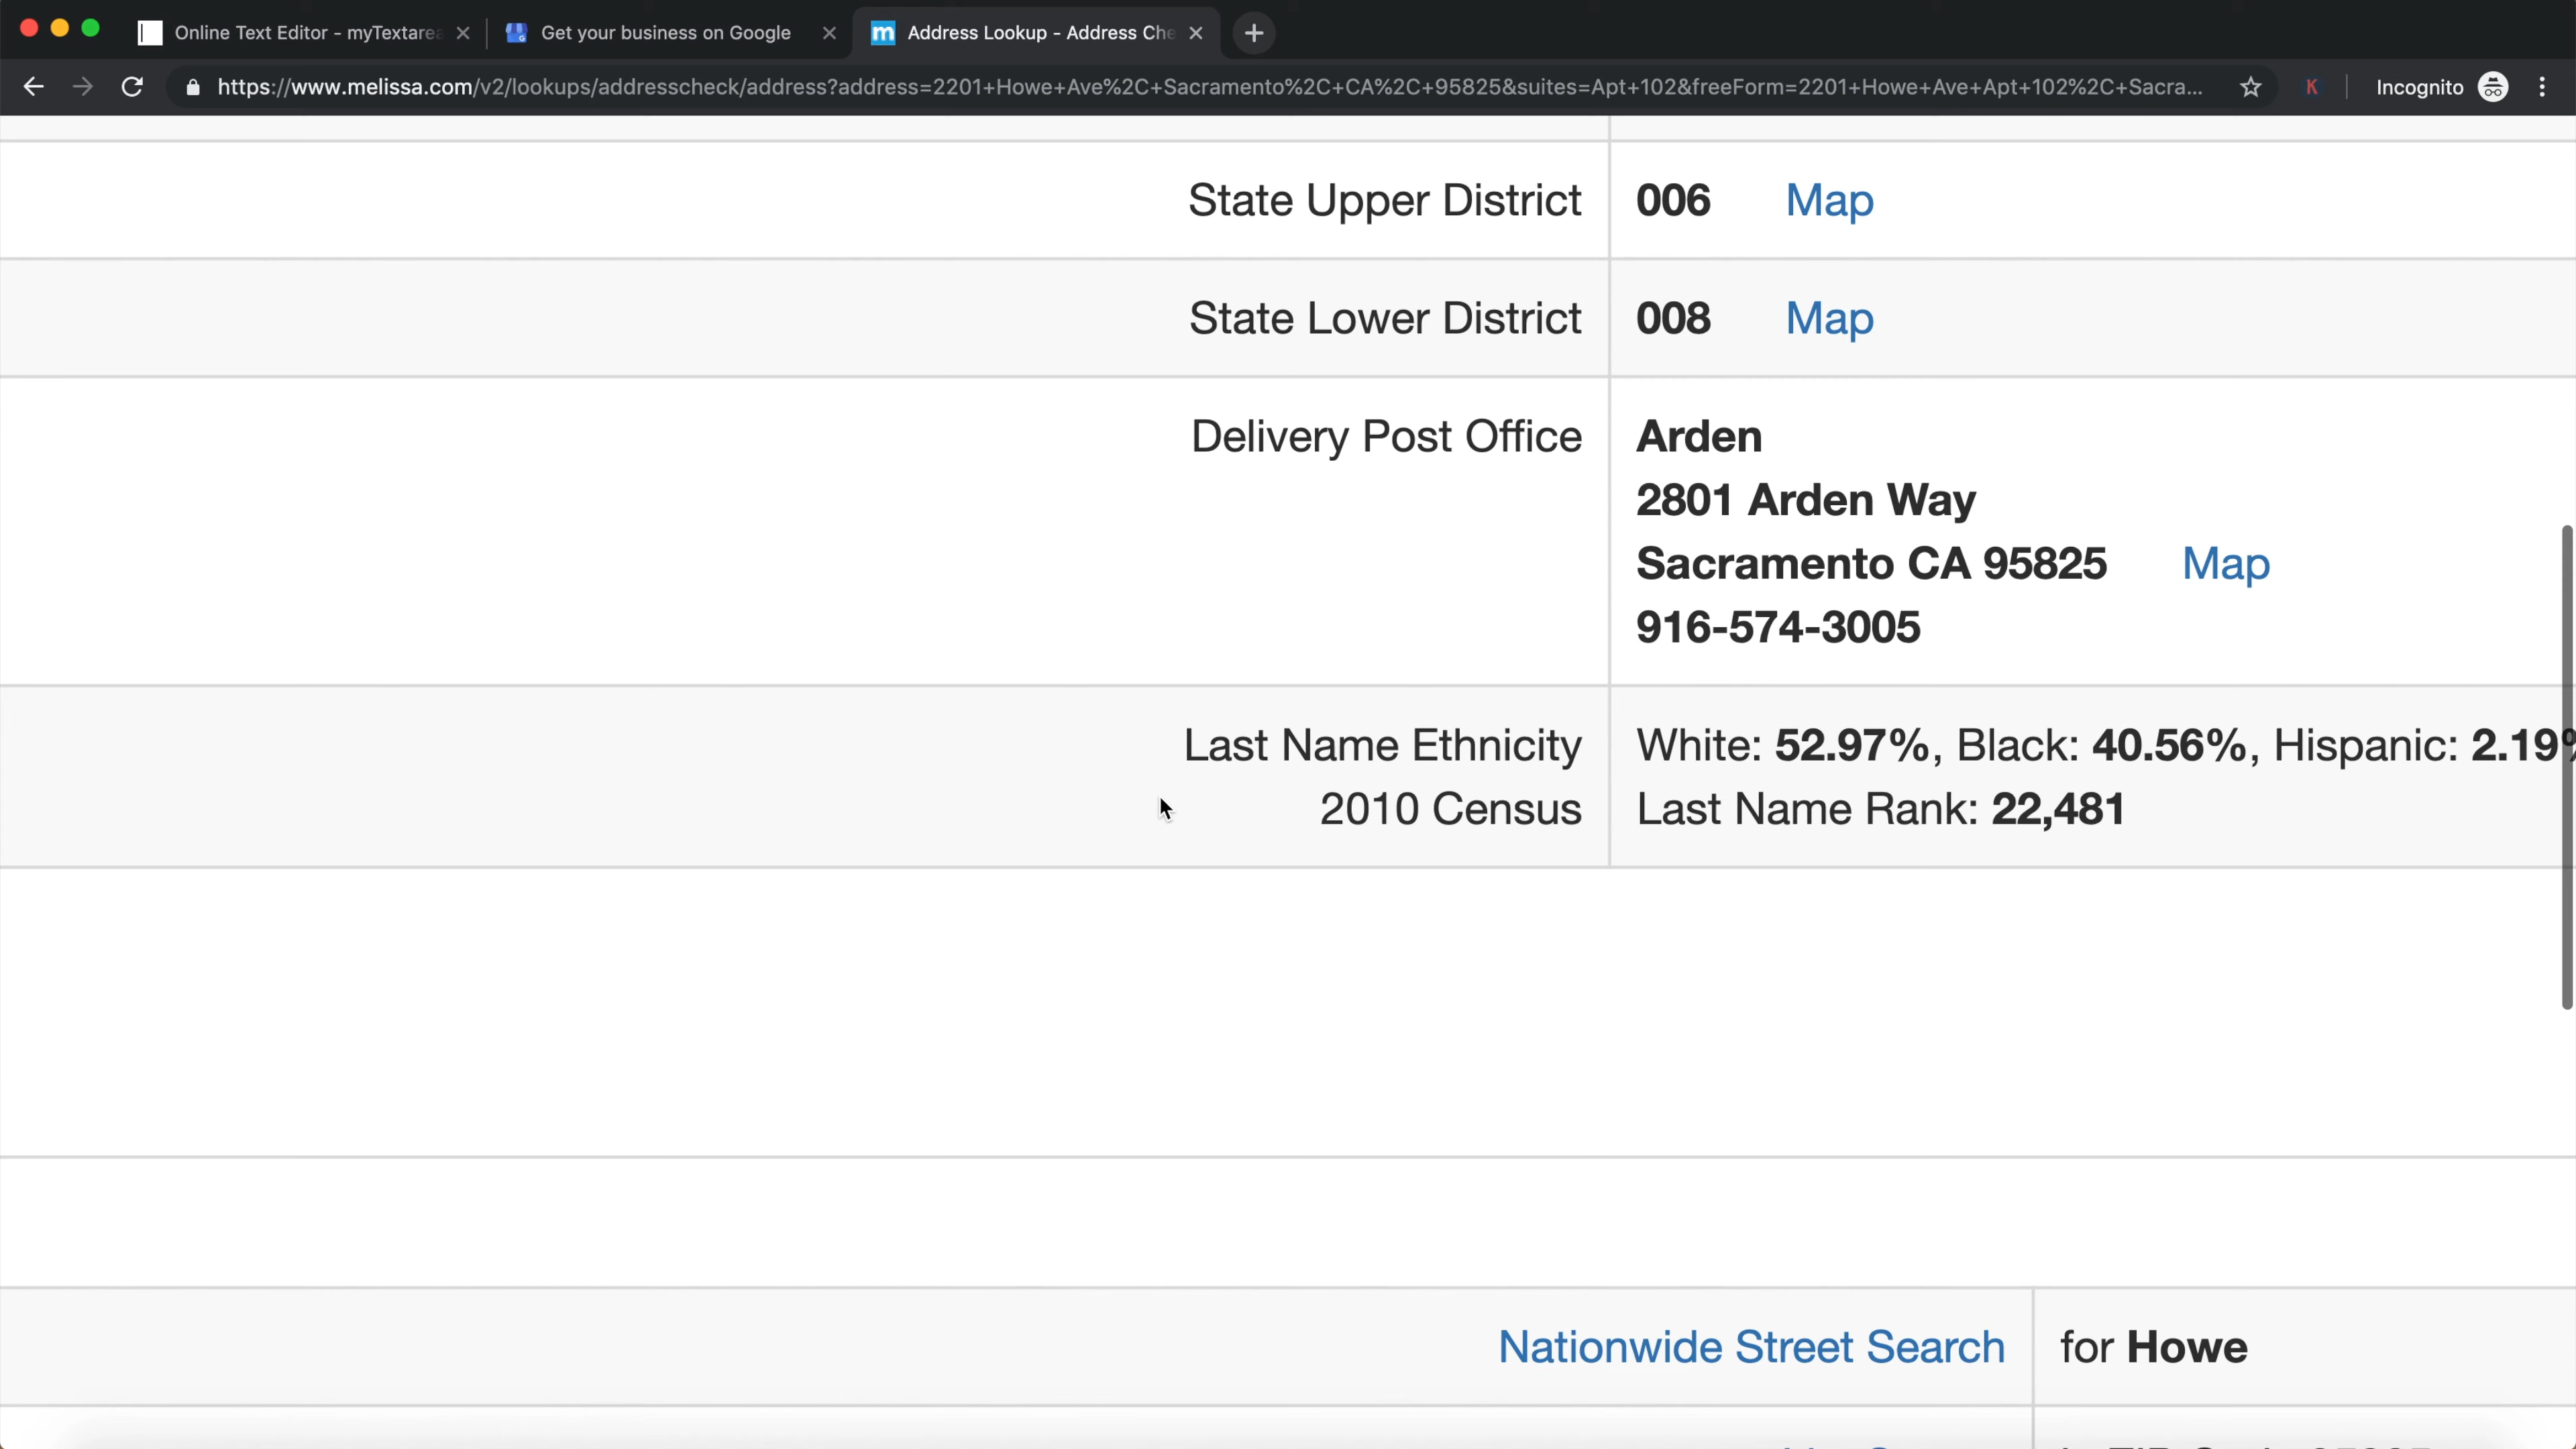 Online Text Editor - myTextarea
Get your business on Google
Address Lookup - Address Che
https://www.melissa.com/v2/lookups/addresscheck/address?address=2201+Howe+Ave%2C+Sacramento%2C+CA%2C+95825&suites=Apt+102&freeForm=2201+Howe+Ave+Apt+102%2C+Sacra...
K
Incognito
State Upper District 006 Map
State Lower District 008 Map
Delivery Post Office Arden
2801 Arden Way
Sacramento CA 95825 Map
916-574-3005
Last Name Ethnicity White: 52.97%, Black: 40.56%, Hispanic: 2.19%
2010 Census Last Name Rank: 22,481
Nationwide Street Search for Howe